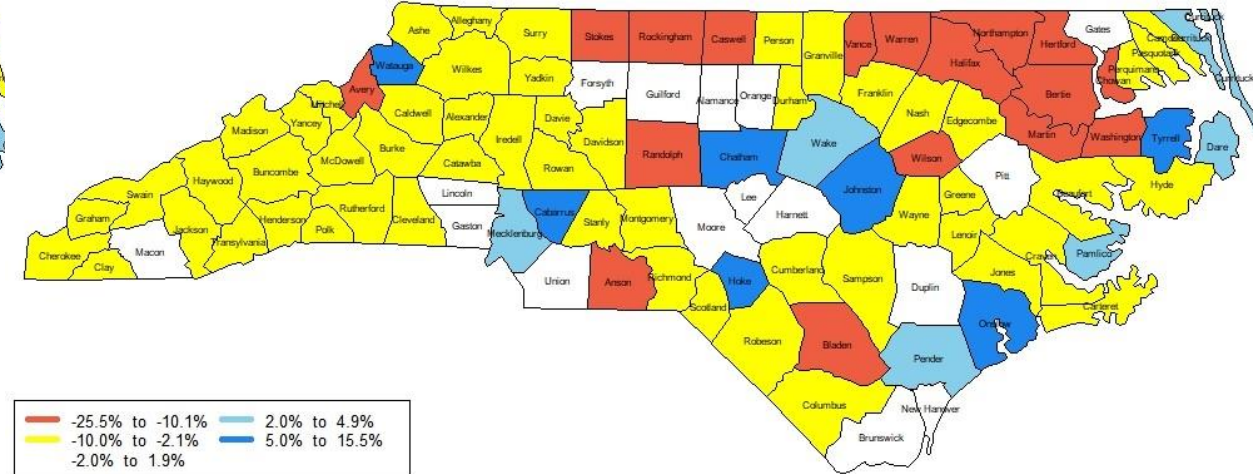 Ashe
Alleghany
Surry
Stokes
Rockingham
Caswell
Person
Granville
Vance
Warren
Northampton
Hertford
Gates
Currituck
Camden
Pasquotank
Perquimans
Chowan
Currituck
Halifax
Bertie
Watauga
Wilkes
Yadkin
Forsyth
Guilford
Alamance
Orange
Durham
Franklin
Nash
Edgecombe
Martin
Washington
Tyrrell
Dare
Avery
Mitchell
Yancey
Caldwell
Alexander
Iredell
Davie
Davidson
Randolph
Chatham
Wake
Johnston
Wilson
Pitt
Beaufort
Hyde
Madison
Buncombe
McDowell
Burke
Catawba
Rowan
Swain
Haywood
Graham
Jackson
Henderson
Transylvania
Polk
Rutherford
Cleveland
Lincoln
Gaston
Mecklenburg
Cabarrus
Stanly
Montgomery
Moore
Lee
Harnett
Wayne
Greene
Lenoir
Craven
Pamlico
Cherokee
Clay
Macon
Union
Anson
Richmond
Scotland
Hoke
Cumberland
Sampson
Duplin
Jones
Carteret
Onslow
Robeson
Bladen
Pender
Columbus
New Hanover
Brunswick
-25.5% to -10.1%
2.0% to 4.9%
-10.0% to -2.1%
5.0% to 15.5%
-2.0% to 1.9%